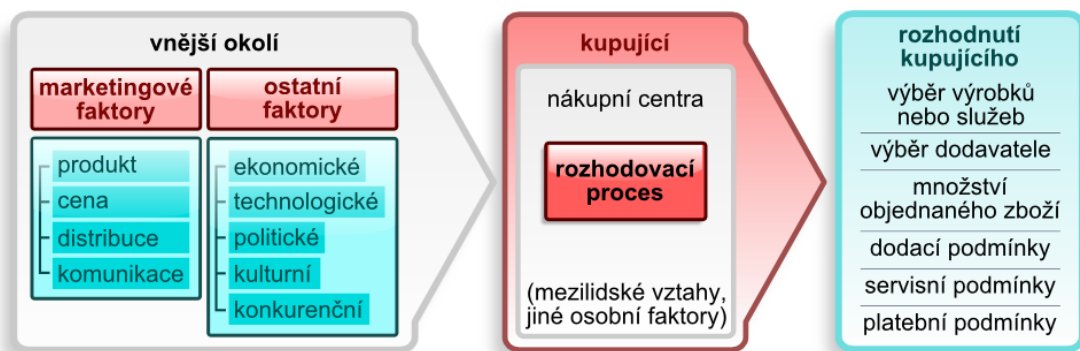 vnější okolí
marketingové
faktory
produkt
cena
distribuce
komunikace
ostatní
faktory
ekonomické
technologické
politické
kulturní
konkurenční
kupující
nákupní centra
rozhodovací
proces
(mezilidské vztahy,
jiné osobní faktory)
rozhodnutí
kupujícího
výběr výrobků
nebo služeb
výběr dodavatele
množství
objednaného zboží
dodací podmínky
servisní podmínky
platební podmínky